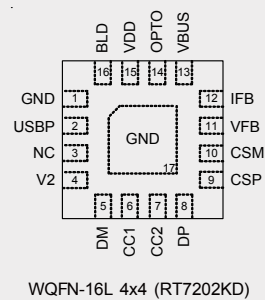 BLD VDD OPTO VBUS
16 15 14 13
GND 1 12 IFB
USBP 2 11 VFB
GND
NC 3 10 CSM
17
V2 4 9 CSP
5 6 7 8
DM CC1 CC2 DP
WQFN-16L 4x4 (RT7202KD)